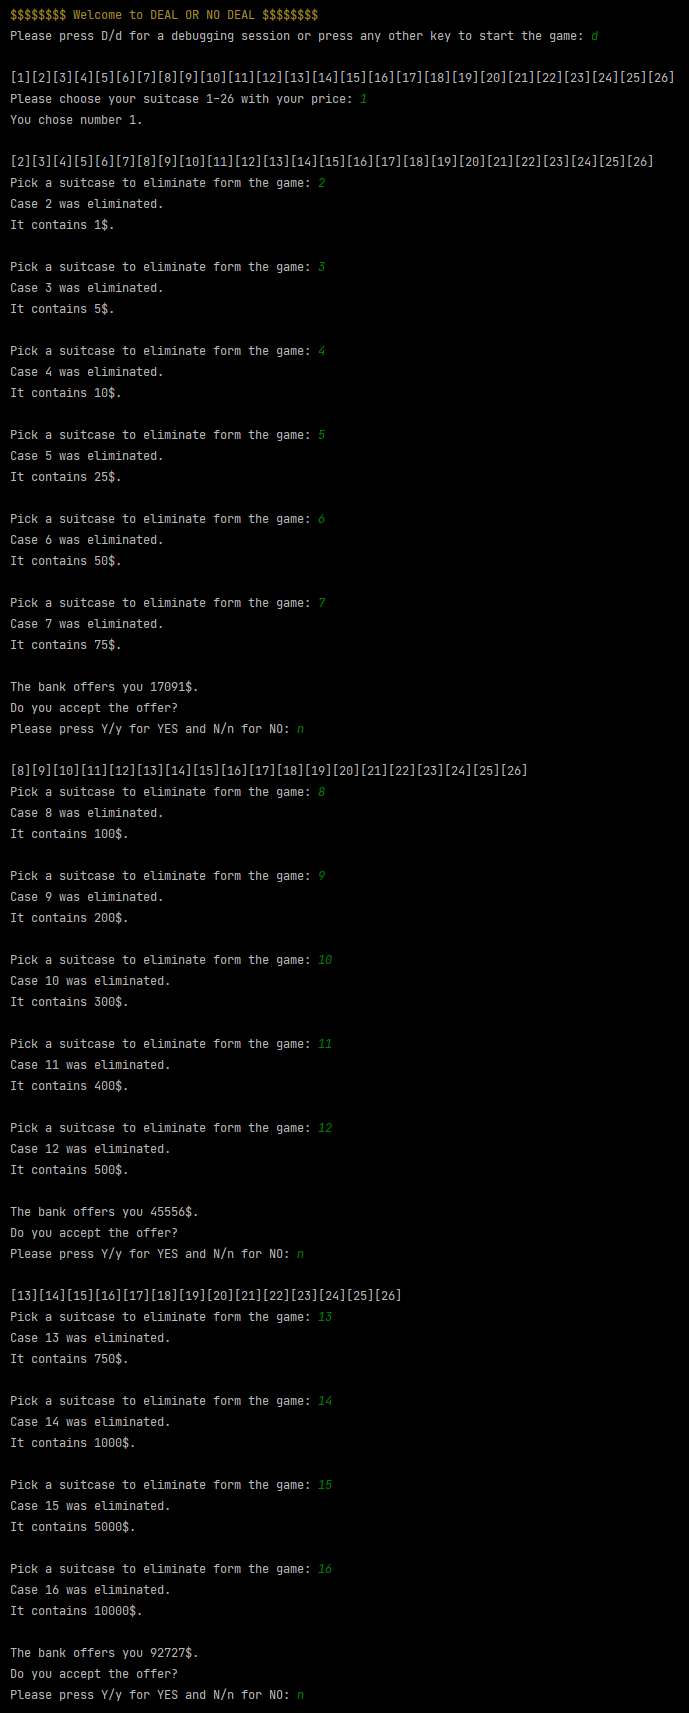 $$$$$$$$ Welcome to DEAL OR NO DEAL $$$$$$$$
Please press D/d for a debugging session or press any other key to start the game: d
[1][2][3][4][5][6][7][8][9][10][11][12][13][14][15][16][17][18][19][20][21][22][23][24][25][26]
Please choose your suitcase 1-26 with your price: 1
You chose number 1.
[2][3][4][5][6][7][8][9][10][11][12][13][14][15][16][17][18][19][20][21][22][23][24][25][26]
Pick a suitcase to eliminate form the game: 2
Case 2 was eliminated.
It contains 1$.
Pick a suitcase to eliminate form the game: 3
Case 3 was eliminated.
It contains 5$.
Pick a suitcase to eliminate form the game: 4
Case 4 was eliminated.
It contains 10$.
Pick a suitcase to eliminate form the game: 5
Case 5 was eliminated.
It contains 25$.
Pick a suitcase to eliminate form the game: 6
Case 6 was eliminated.
It contains 50$.
Pick a suitcase to eliminate form the game: 7
Case 7 was eliminated.
It contains 75$.
The bank offers you 17091$.
Do you accept the offer?
Please press Y/y for YES and N/n for NO: n
[8][9][10][11][12][13][14][15][16][17][18][19][20][21][22][23][24][25][26]
Pick a suitcase to eliminate form the game: 8
Case 8 was eliminated.
It contains 100$.
Pick a suitcase to eliminate form the game: 9
Case 9 was eliminated.
It contains 200$.
Pick a suitcase to eliminate form the game: 10
Case 10 was eliminated.
It contains 300$.
Pick a suitcase to eliminate form the game: 11
Case 11 was eliminated.
It contains 400$.
Pick a suitcase to eliminate form the game: 12
Case 12 was eliminated.
It contains 500$.
The bank offers you 45556$.
Do you accept the offer?
Please press Y/y for YES and N/n for NO: n
[13][14][15][16][17][18][19][20][21][22][23][24][25][26]
Pick a suitcase to eliminate form the game: 13
Case 13 was eliminated.
It contains 750$.
Pick a suitcase to eliminate form the game: 14
Case 14 was eliminated.
It contains 1000$.
Pick a suitcase to eliminate form the game: 15
Case 15 was eliminated.
It contains 5000$.
Pick a suitcase to eliminate form the game: 16
Case 16 was eliminated.
It contains 10000$.
The bank offers you 92727$.
Do you accept the offer?
Please press Y/y for YES and N/n for NO: n